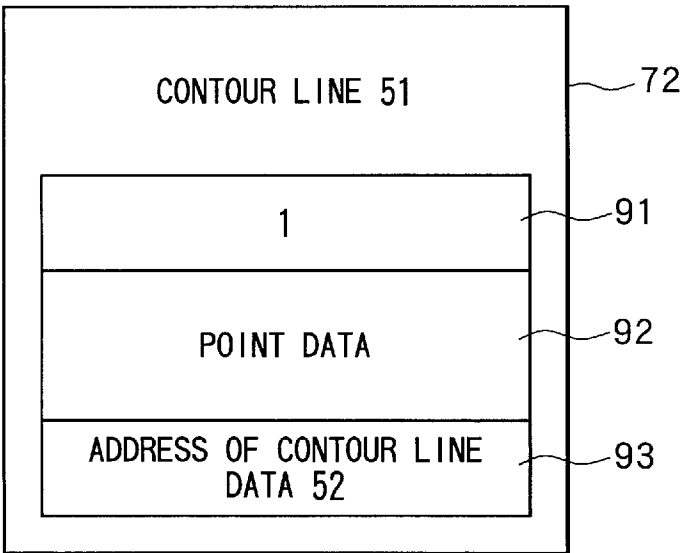 CONTOUR LINE 51
72
1
91
POINT DATA
92
ADDRESS OF CONTOUR LINE
DATA 52
93